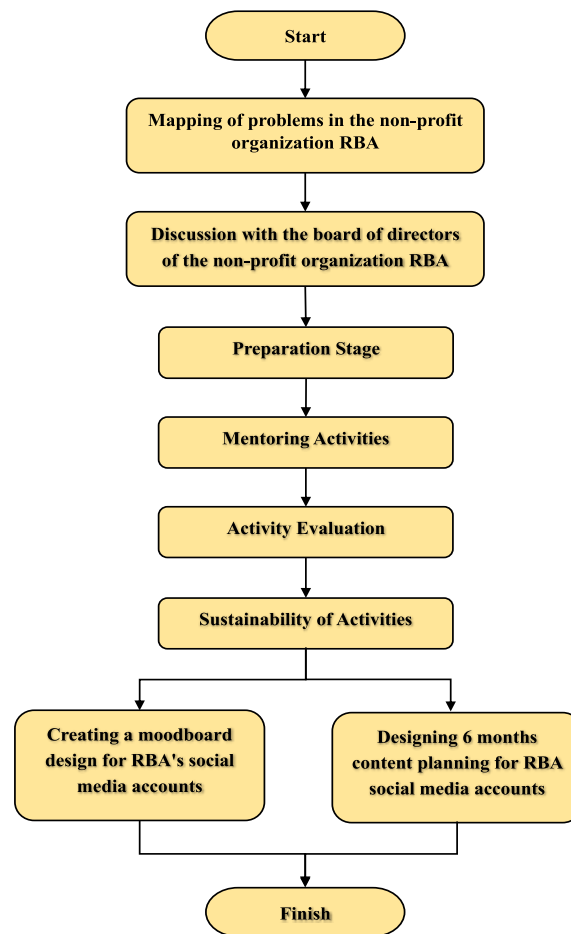 Start
Mapping of problems in the non-profit
organization RBA
Discussion with the board of directors
of the non-profit organization RBA
Preparation Stage
Mentoring Activities
Activity Evaluation
Sustainability of Activities
Creating a moodboard
design for RBA's social
media accounts
Designing 6 months
content planning for RBA
social media accounts
Finish